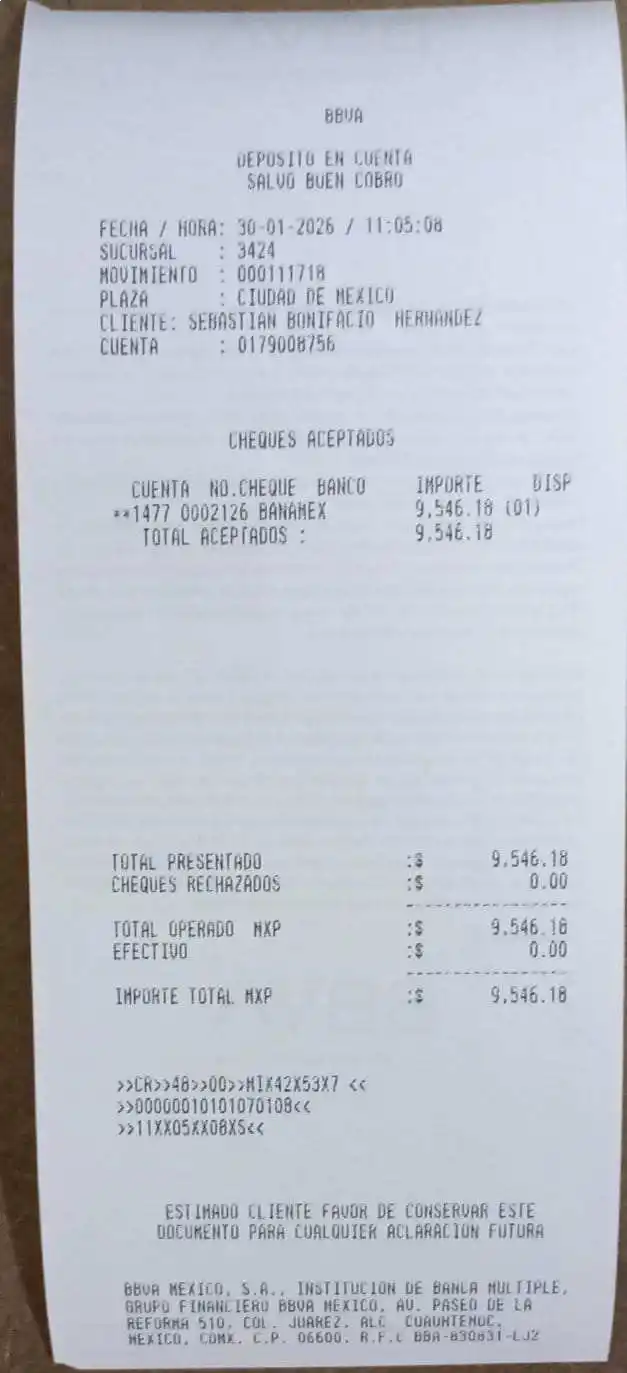 BBVA
DEPOSITO EN CUENTA
SALVO BUEN COBRO
FECHA / HORA: 30-01-2026 / 11:05:08
SUCURSAL : 3424
MOVIMIENTO : 000111718
PLAZA : CIUDAD DE MEXICO
CLIENTE: SEBASTIAN BONIFACIO HERNANDEZ
CUENTA : 0179008756
CHEQUES ACEPTADOS
CUENTA NO.CHEQUE BANCO IMPORTE DISP
**1477 0002126 BANAMEX 9,546.18 (01)
TOTAL ACEPTADOS : 9,546.18
TOTAL PRESENTADO :$ 9,546.18
CHEQUES RECHAZADOS :$ 0.00
TOTAL OPERADO MXP :$ 9,546.18
EFECTIVO :$ 0.00
IMPORTE TOTAL MXP :$ 9,546.18
>>CR>>48>>00>>MIX42X53X7 <<
>>00000010101070108<<
>>11XX05XX08XS<<
ESTIMADO CLIENTE FAVOR DE CONSERVAR ESTE
DOCUMENTO PARA CUALQUIER ACLARACION FUTURA
BBVA MEXICO, S.A., INSTITUCION DE BANCA MULTIPLE,
GRUPO FINANCIERO BBVA MEXICO, AV. PASEO DE LA
REFORMA 510, COL. JUAREZ, ALC. CUAUHTEMOC,
MEXICO, CDMX, C.P. 06600, R.F.C BBA-830831-LJ2